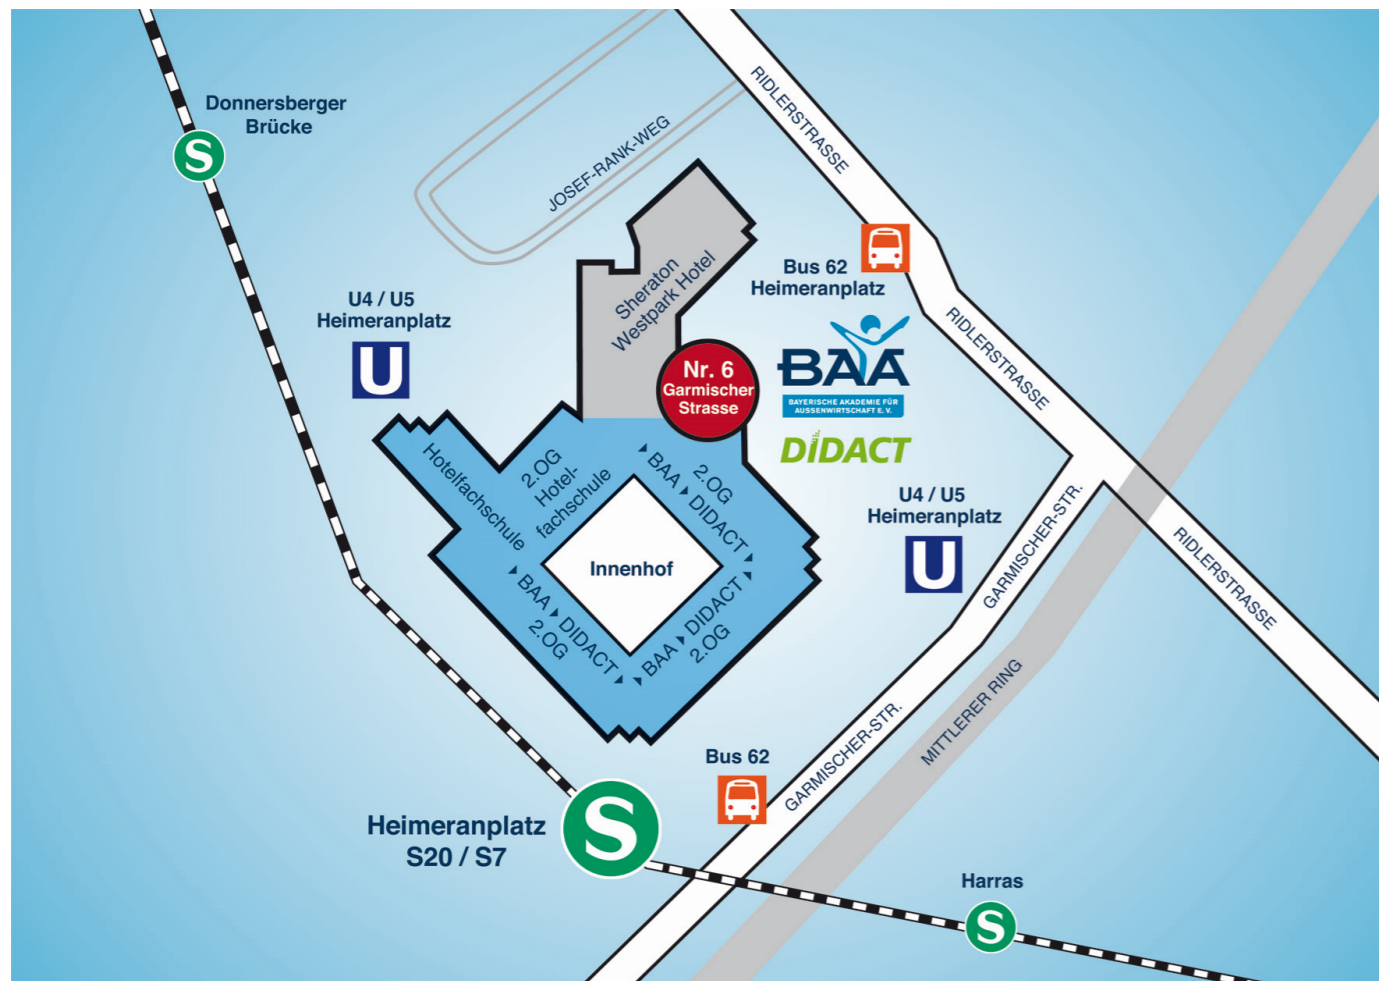 RIDLERSTRASSE
Donnersberger
Brücke
S
JOSEF-RANK-WEG
Bus 62
Heimeranplatz
Sheraton
Westpark Hotel
U4 / U5
Heimeranplatz
U
RIDLERSTRASSE
BAA
BAYERISCHE AKADEMIE FÜR
AUSSENWIRTSCHAFT E. V.
Nr. 6
Garmischer
Strasse
DIDACT
Hotelfachschule
2.OG
Hotel-
fachschule
2.OG
BAA DIDACT
U4 / U5
Heimeranplatz
U
GARMISCHER-STR.
RIDLERSTRASSE
Innenhof
BAA DIDACT
2.OG
BAA DIDACT
2.OG
MITTLERER RING
GARMISCHER-STR.
Bus 62
Heimeranplatz
S20 / S7
S
Harras
S